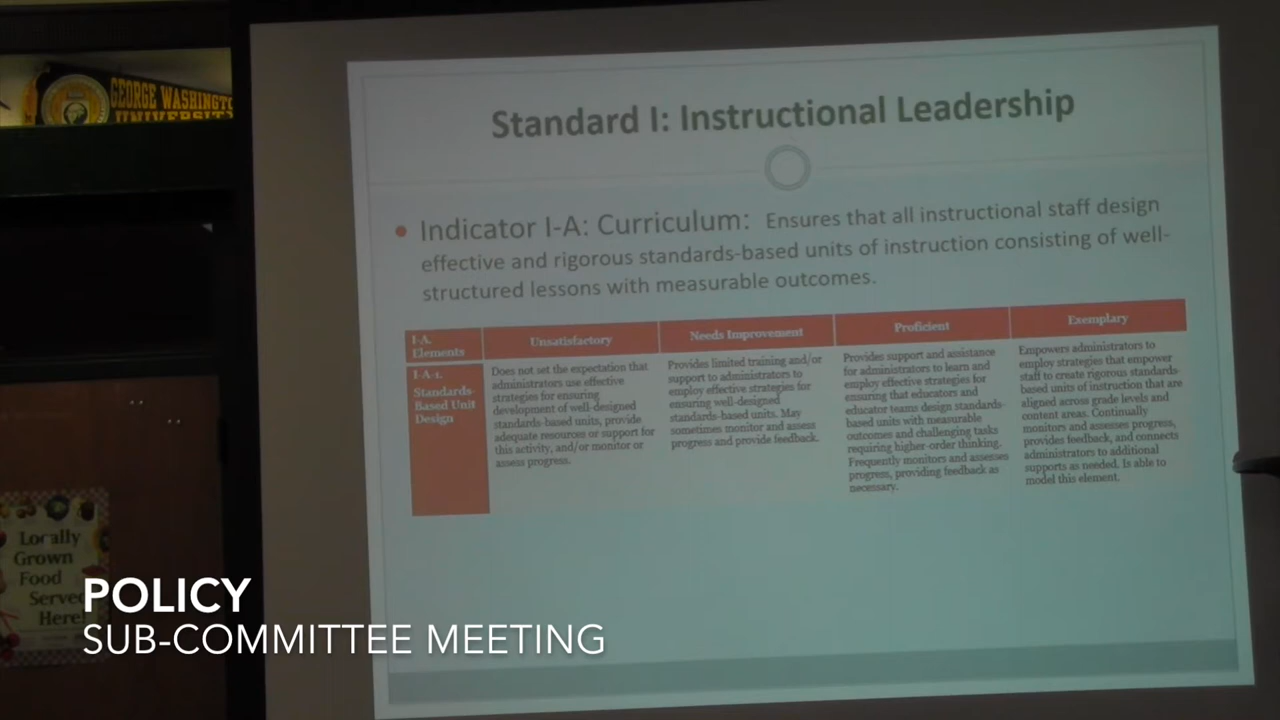 GEORGE WASHINGTON
UNIVERSITY
Standard I: Instructional Leadership
• Indicator I-A: Curriculum: Ensures that all instructional staff design
effective and rigorous standards-based units of instruction consisting of well-
structured lessons with measurable outcomes.
I-A.
Elements
Unsatisfactory
Needs Improvement
Proficient
Exemplary
I-A-1.
Standards-
Based Unit
Design
Does not set the expectation that
administrators use effective
strategies for ensuring
development of well-designed
standards-based units, provide
adequate resources or support for
this activity, and/or monitor or
assess progress.
Provides limited training and/or
support to administrators to
employ effective strategies for
ensuring well-designed
standards-based units. May
sometimes monitor and assess
progress and provide feedback.
Provides support and assistance
for administrators to learn and
employ effective strategies for
ensuring that educators and
educator teams design standards-
based units with measurable
outcomes and challenging tasks
requiring higher-order thinking.
Frequently monitors and assesses
progress, providing feedback as
necessary.
Empowers administrators to
employ strategies that empower
staff to create rigorous standards-
based units of instruction that are
aligned across grade levels and
content areas. Continually
monitors and assesses progress,
provides feedback, and connects
administrators to additional
supports as needed. Is able to
model this element.
Locally
Grown
Food
Served
Here!
POLICY
SUB-COMMITTEE MEETING